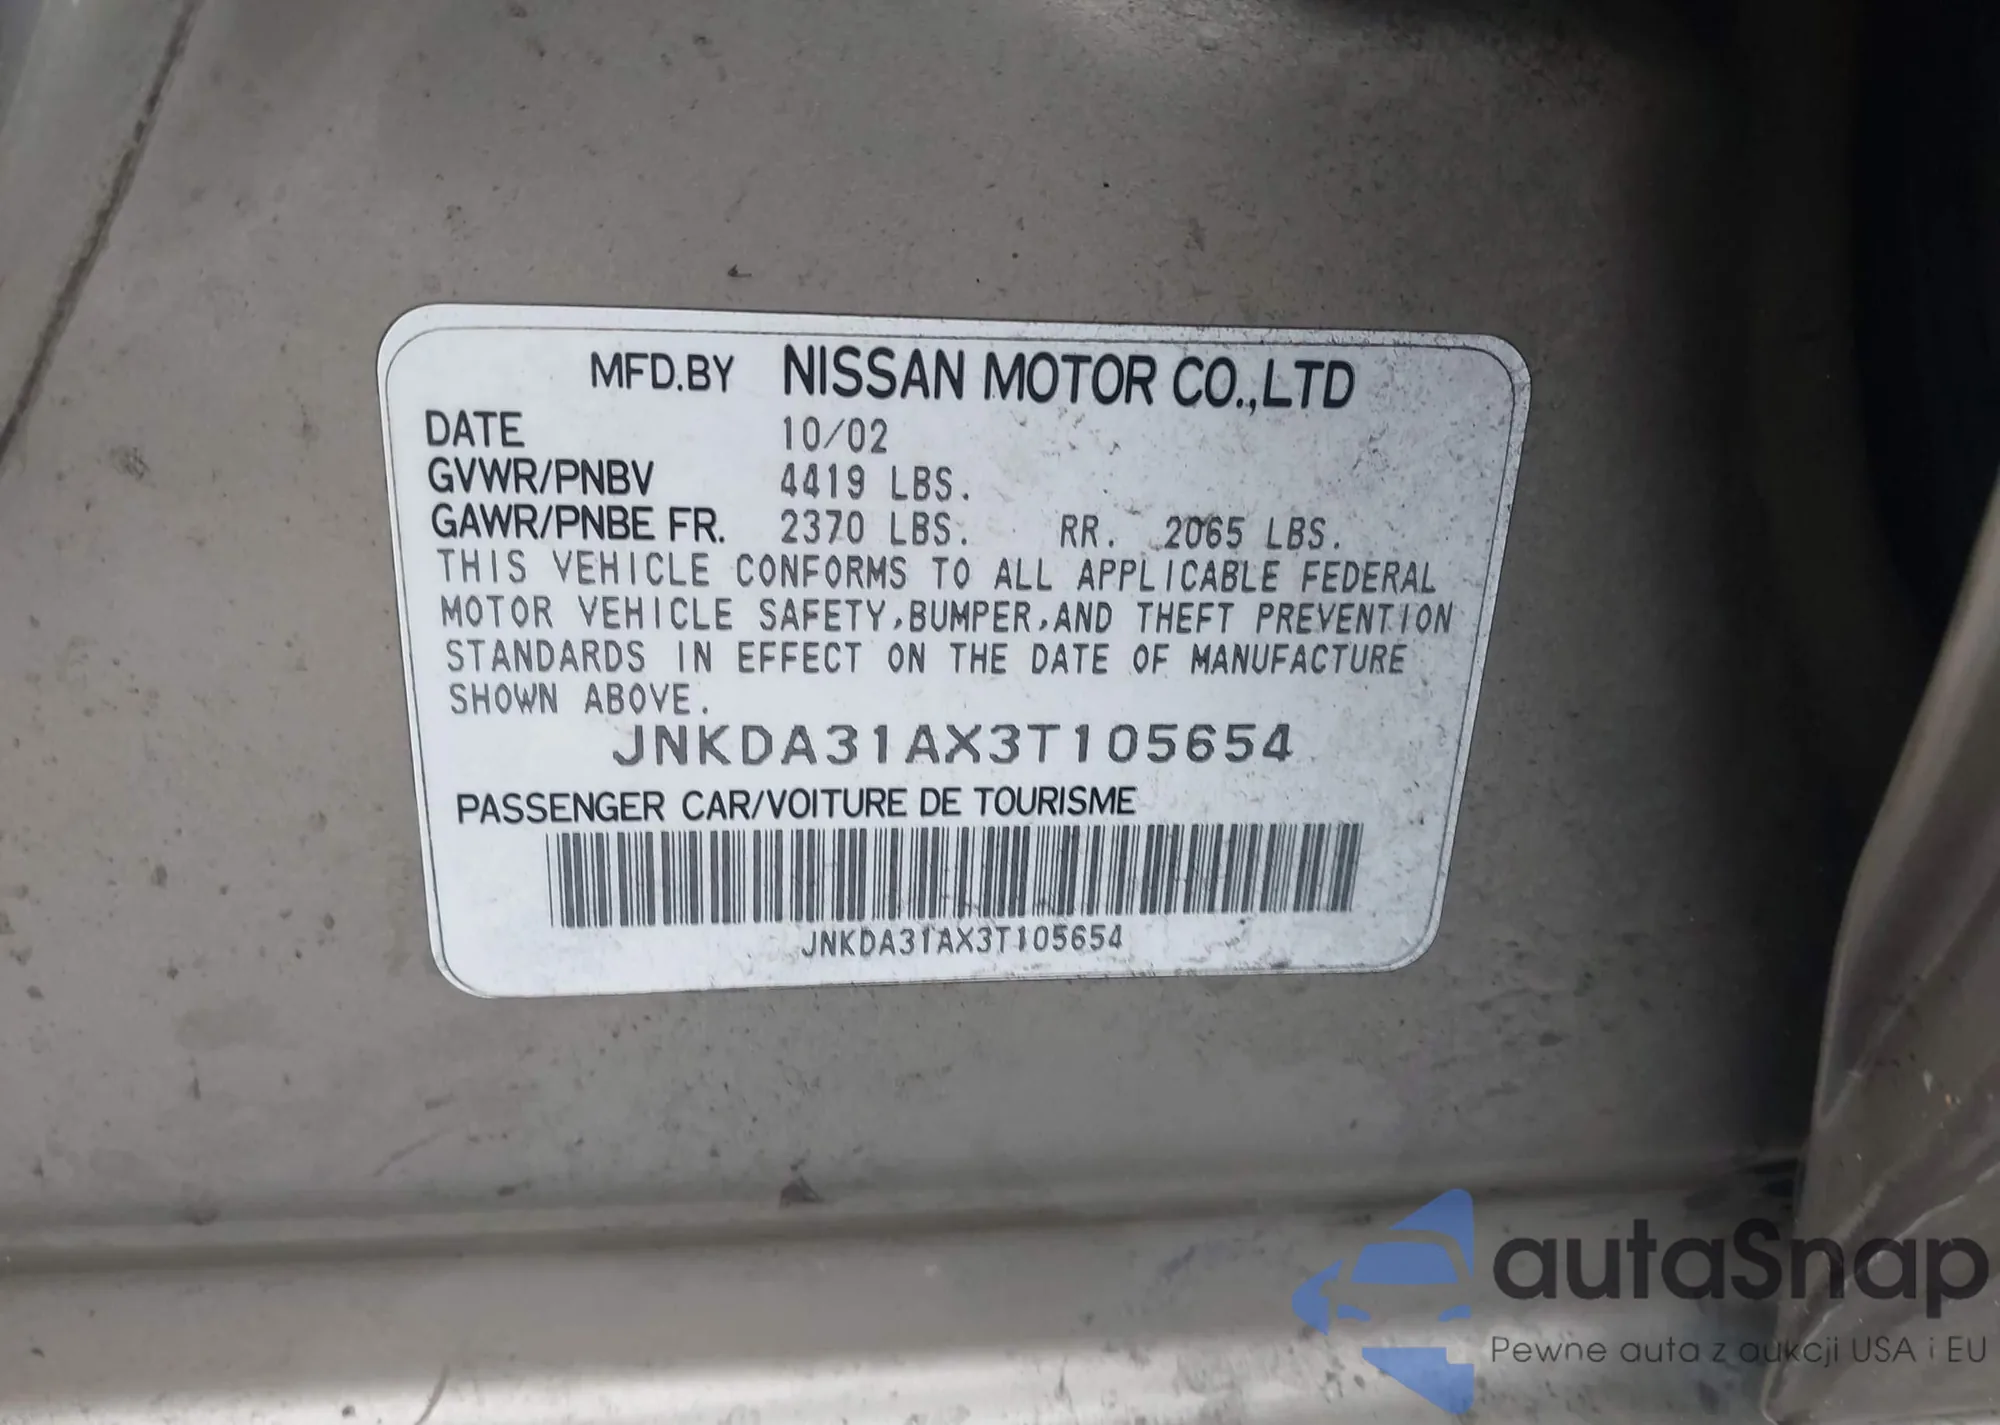 MFD.BY NISSAN MOTOR CO.,LTD
DATE 10/02
GVWR/PNBV 4419 LBS.
GAWR/PNBE FR. 2370 LBS. RR. 2065 LBS.
THIS VEHICLE CONFORMS TO ALL APPLICABLE FEDERAL
MOTOR VEHICLE SAFETY,BUMPER,AND THEFT PREVENTION
STANDARDS IN EFFECT ON THE DATE OF MANUFACTURE
SHOWN ABOVE.
JNKDA31AX3T105654
PASSENGER CAR/VOITURE DE TOURISME
JNKDA31AX3T105654
autaSnap
Pewne auta z aukcji USA i EU